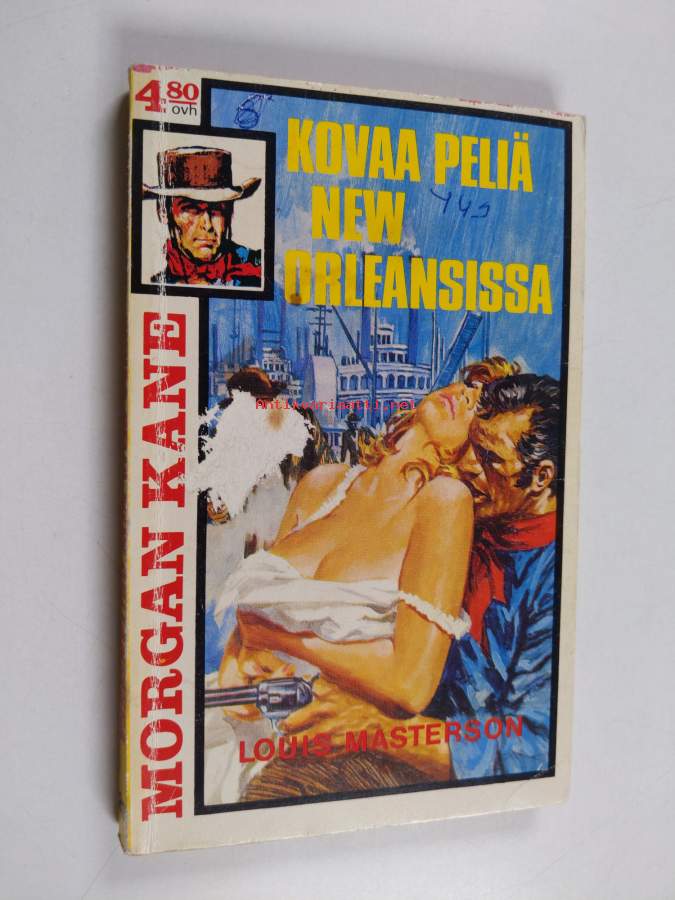 4.80
ovh
KOVAA PELIÄ
NEW
ORLEANSISSA
MORGAN KANE
Antikvariaatti.net
LOUIS MASTERSON